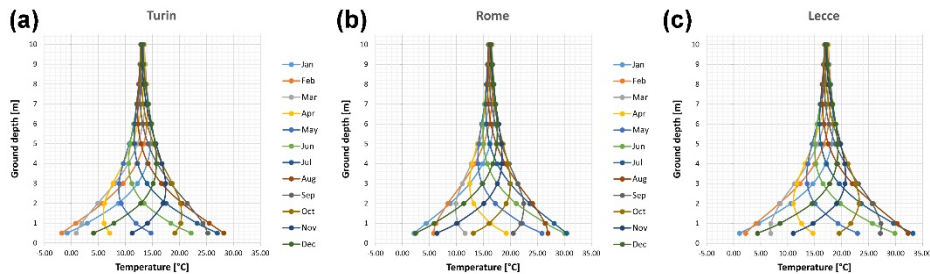 (a)
Turin
Ground depth [m]
10
9
8
7
6
5
4
3
2
1
0
-5.00 0.00 5.00 10.00 15.00 20.00 25.00 30.00 35.00
Temperature [°C]
Jan
Feb
Mar
Apr
May
Jun
Jul
Aug
Sep
Oct
Nov
Dec
(b)
Rome
Ground depth [m]
10
9
8
7
6
5
4
3
2
1
0
-5.00 0.00 5.00 10.00 15.00 20.00 25.00 30.00 35.00
Temperature [°C]
Jan
Feb
Mar
Apr
May
Jun
Jul
Aug
Sep
Oct
Nov
Dec
(c)
Lecce
Ground depth [m]
10
9
8
7
6
5
4
3
2
1
0
-5.00 0.00 5.00 10.00 15.00 20.00 25.00 30.00 35.00
Temperature [°C]
Jan
Feb
Mar
Apr
May
Jun
Jul
Aug
Sep
Oct
Nov
Dec